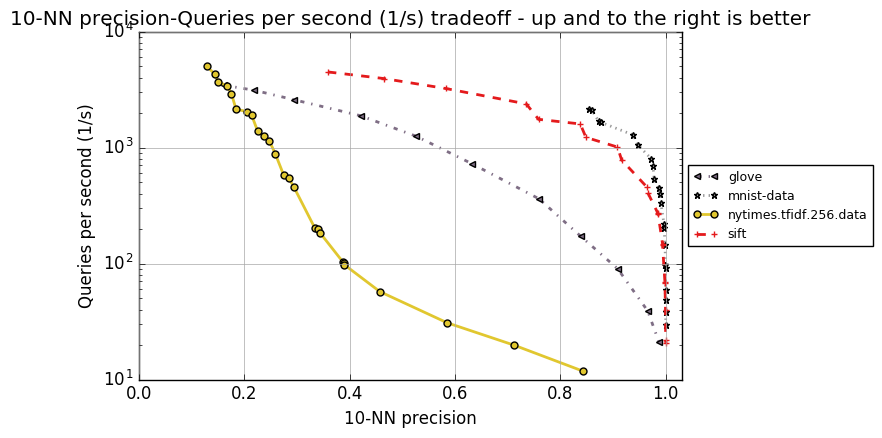 10-NN precision-Queries per second (1/s) tradeoff - up and to the right is better
10⁴
10³
10²
10¹
Queries per second (1/s)
0.0 0.2 0.4 0.6 0.8 1.0
10-NN precision
glove
mnist-data
nytimes.tfidf.256.data
sift